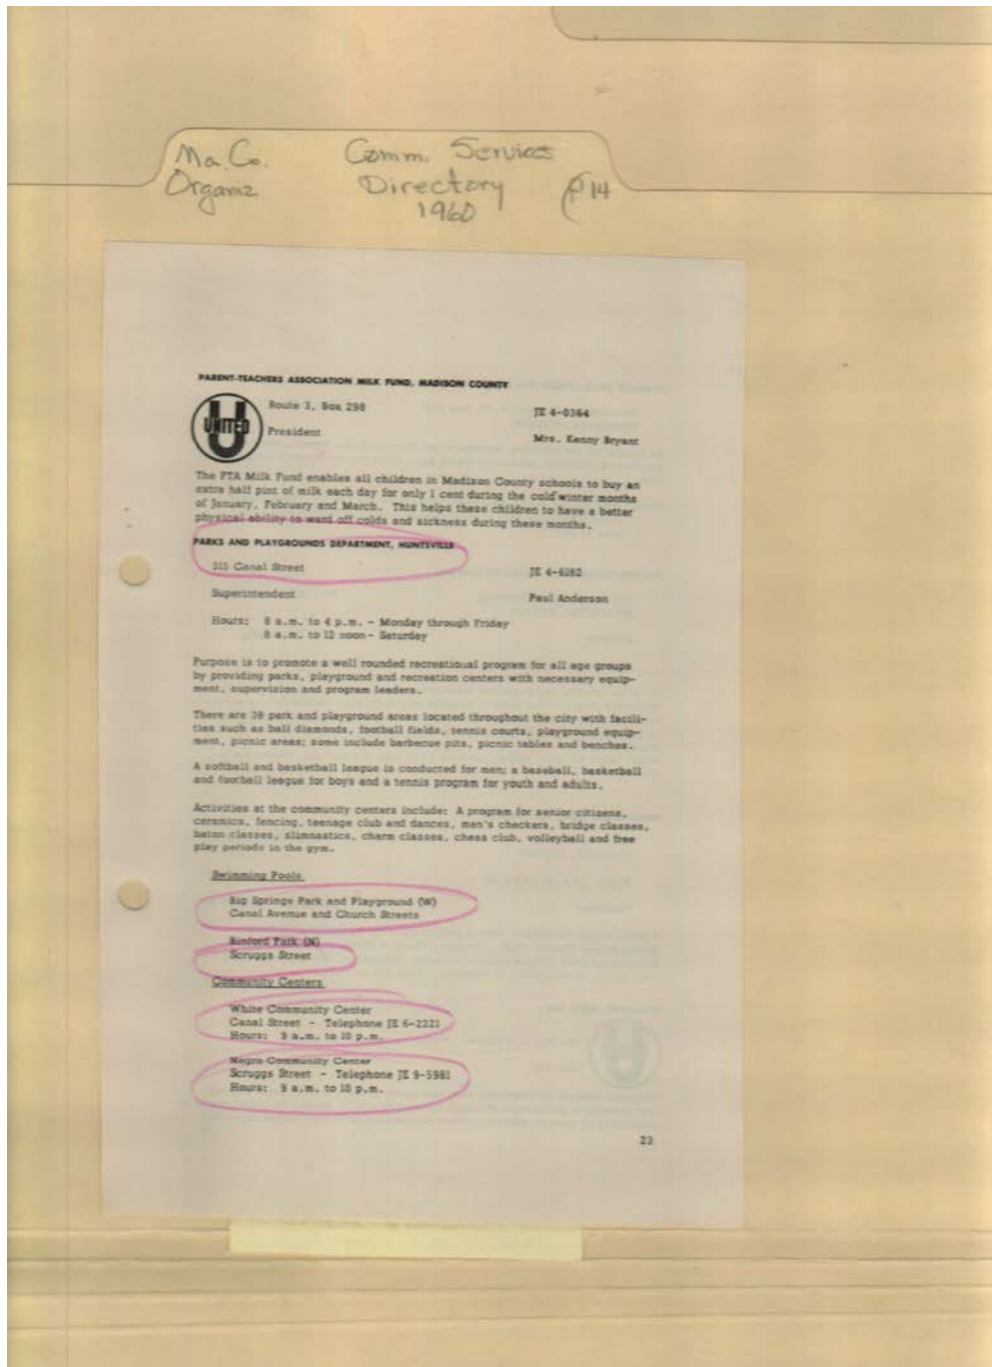 Ma. Co. Comm. Services
Organiz Directory p 14
1960
PARENT-TEACHERS ASSOCIATION MILK FUND, MADISON COUNTY
Route 3, Box 298 JE 4-0364
UNITED
President Mrs. Kenny Bryant
The PTA Milk Fund enables all children in Madison County schools to buy an
extra half pint of milk each day for only 1 cent during the cold winter months
of January, February and March. This helps these children to have a better
physical ability to ward off colds and sickness during these months.
PARKS AND PLAYGROUNDS DEPARTMENT, HUNTSVILLE
Canal Street
Superintendent Paul Anderson
Hours: 8 a.m. to 4 p.m. - Monday through Friday
8 a.m. to 12 noon - Saturday
Purpose is to promote a well rounded recreational program for all age groups
by providing parks, playground and recreation centers with necessary equip-
ment, supervision and program leaders.
There are 38 park and playground areas located throughout the city with facili-
ties such as ball diamonds, football fields, tennis courts, playground equip-
ment, picnic areas; some include barbecue pits, picnic tables and benches.
A softball and basketball league is conducted for men; a baseball, basketball
and football league for boys and a tennis program for youth and adults.
Activities at the community centers include: A program for senior citizens,
ceramics, fencing, teenage club and dances, men's checkers, bridge classes,
baton classes, slimnastics, charm classes, chess club, volleyball and free
play periods in the gym.
Swimming Pools
Big Springs Park and Playground (W)
Canal Avenue and Church Streets
Binford Park (N)
Scruggs Street
Community Centers
White Community Center
Canal Street - Telephone JE 6-2321
Hours: 9 a.m. to 10 p.m.
Negro Community Center
Scruggs Street - Telephone JE 9-5981
Hours: 9 a.m. to 10 p.m.
23